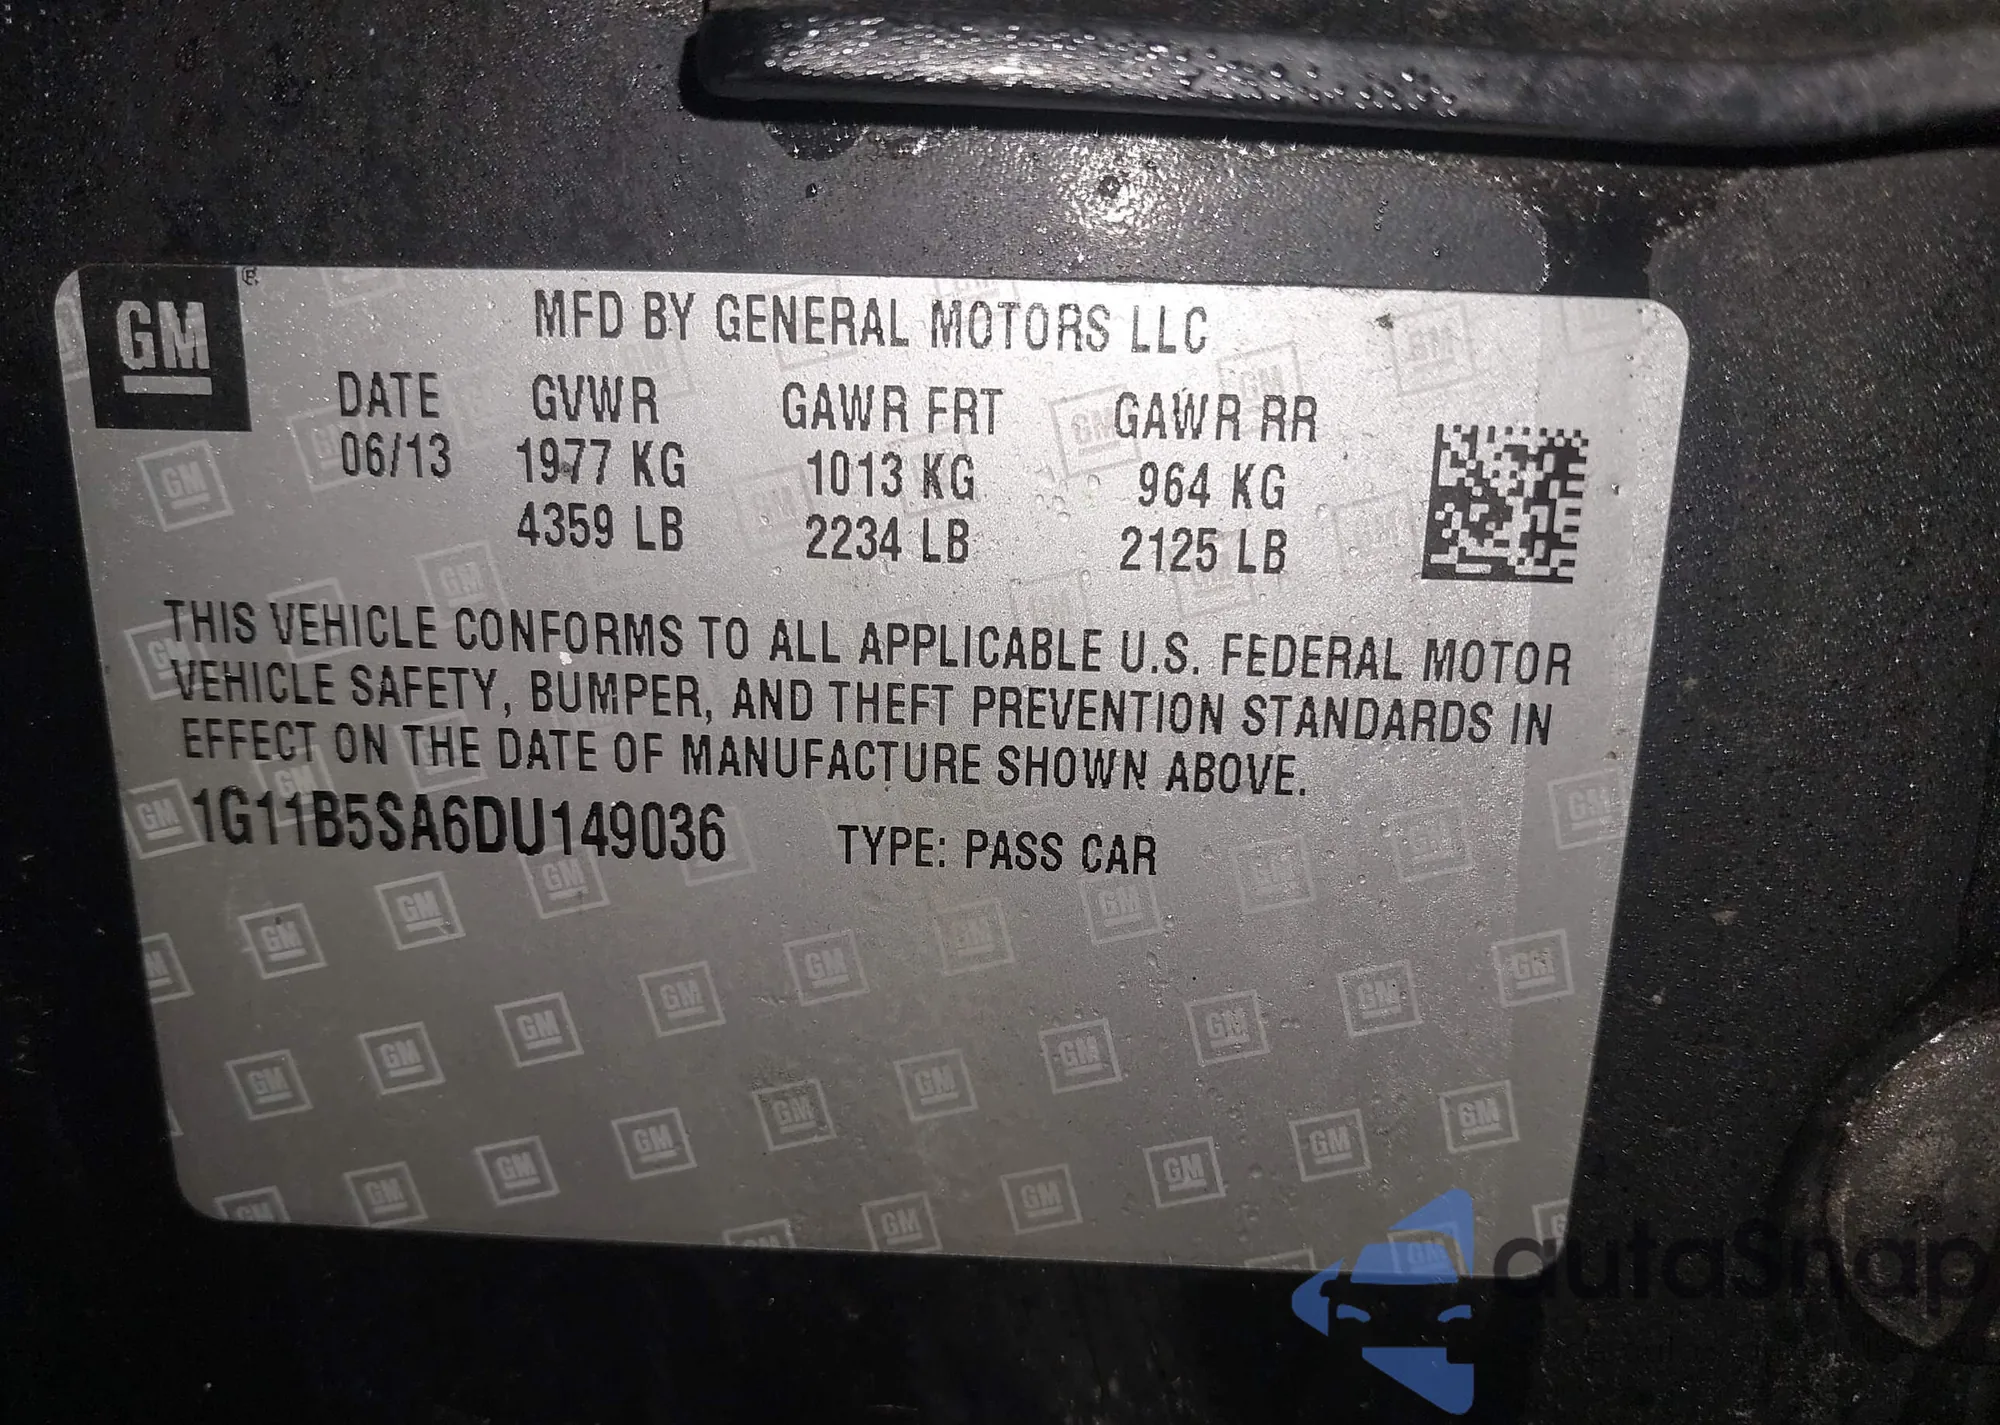 GM
®
MFD BY GENERAL MOTORS LLC
DATE GVWR GAWR FRT GAWR RR
06/13 1977 KG 1013 KG 964 KG
4359 LB 2234 LB 2125 LB
THIS VEHICLE CONFORMS TO ALL APPLICABLE U.S. FEDERAL MOTOR
VEHICLE SAFETY, BUMPER, AND THEFT PREVENTION STANDARDS IN
EFFECT ON THE DATE OF MANUFACTURE SHOWN ABOVE.
1G11B5SA6DU149036 TYPE: PASS CAR
autaSnap